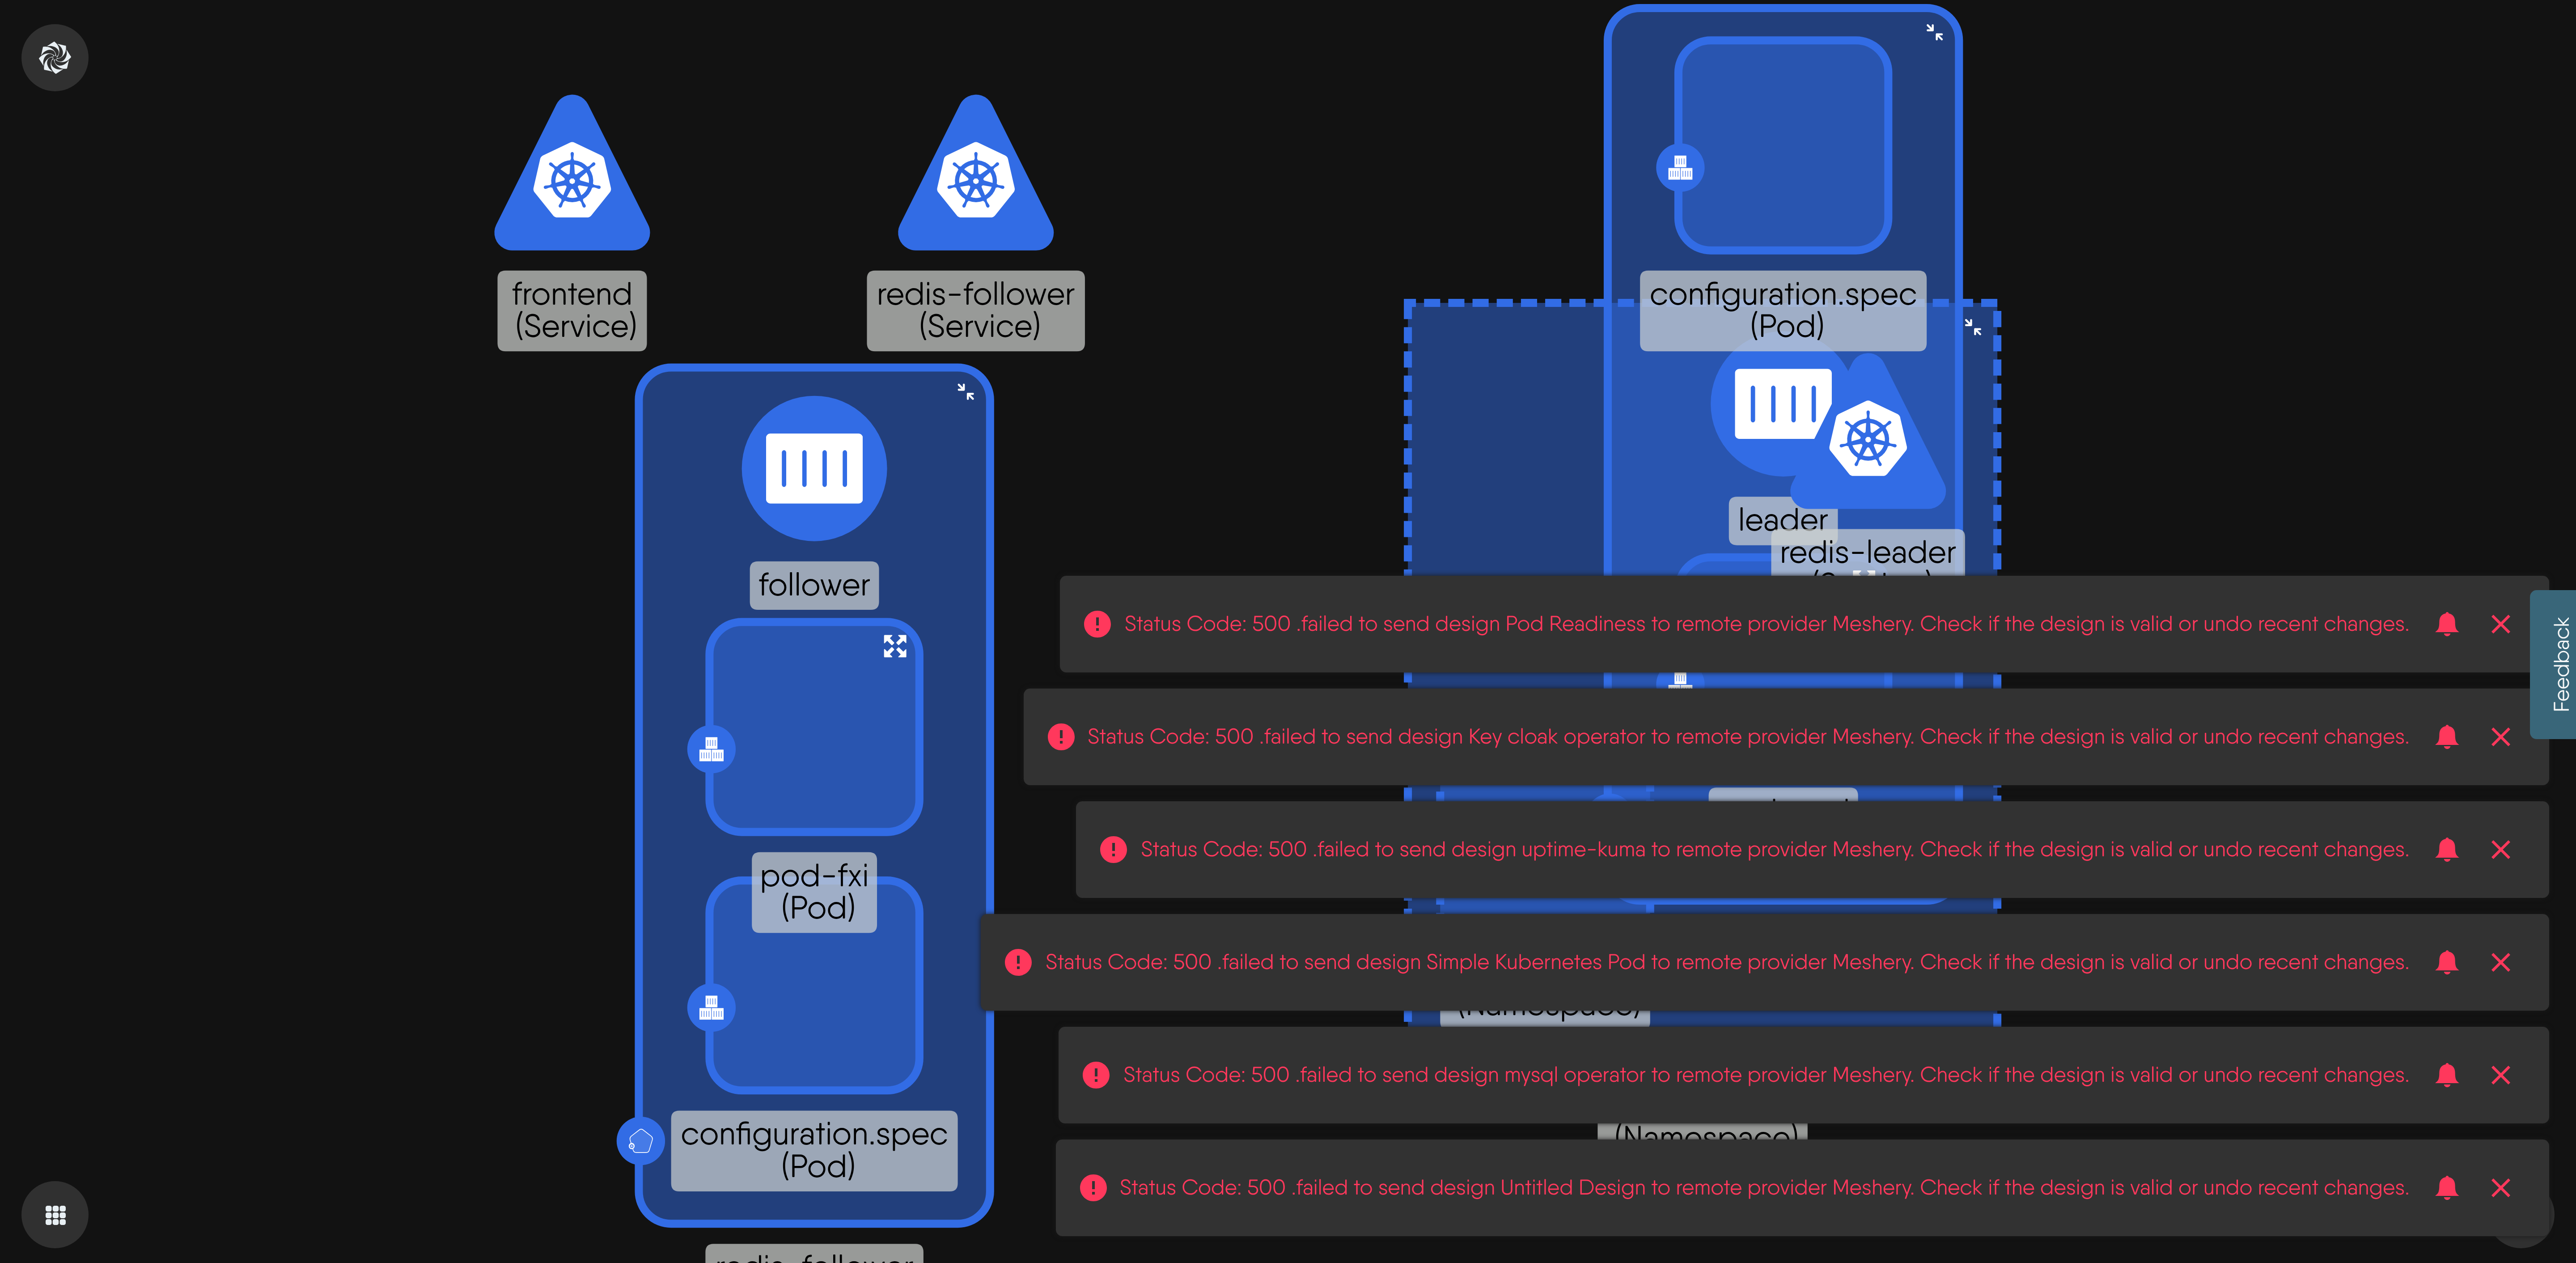 frontend
(Service)
redis-follower
(Service)
configuration.spec
(Pod)
leader
redis-leader
follower
pod-fxi
(Pod)
configuration.spec
(Pod)
Status Code: 500 .failed to send design Pod Readiness to remote provider Meshery. Check if the design is valid or undo recent changes.
Status Code: 500 .failed to send design Key cloak operator to remote provider Meshery. Check if the design is valid or undo recent changes.
Status Code: 500 .failed to send design uptime-kuma to remote provider Meshery. Check if the design is valid or undo recent changes.
Status Code: 500 .failed to send design Simple Kubernetes Pod to remote provider Meshery. Check if the design is valid or undo recent changes.
(Namespace)
Status Code: 500 .failed to send design mysql operator to remote provider Meshery. Check if the design is valid or undo recent changes.
(Namespace)
Status Code: 500 .failed to send design Untitled Design to remote provider Meshery. Check if the design is valid or undo recent changes.
redis-follower
Feedback